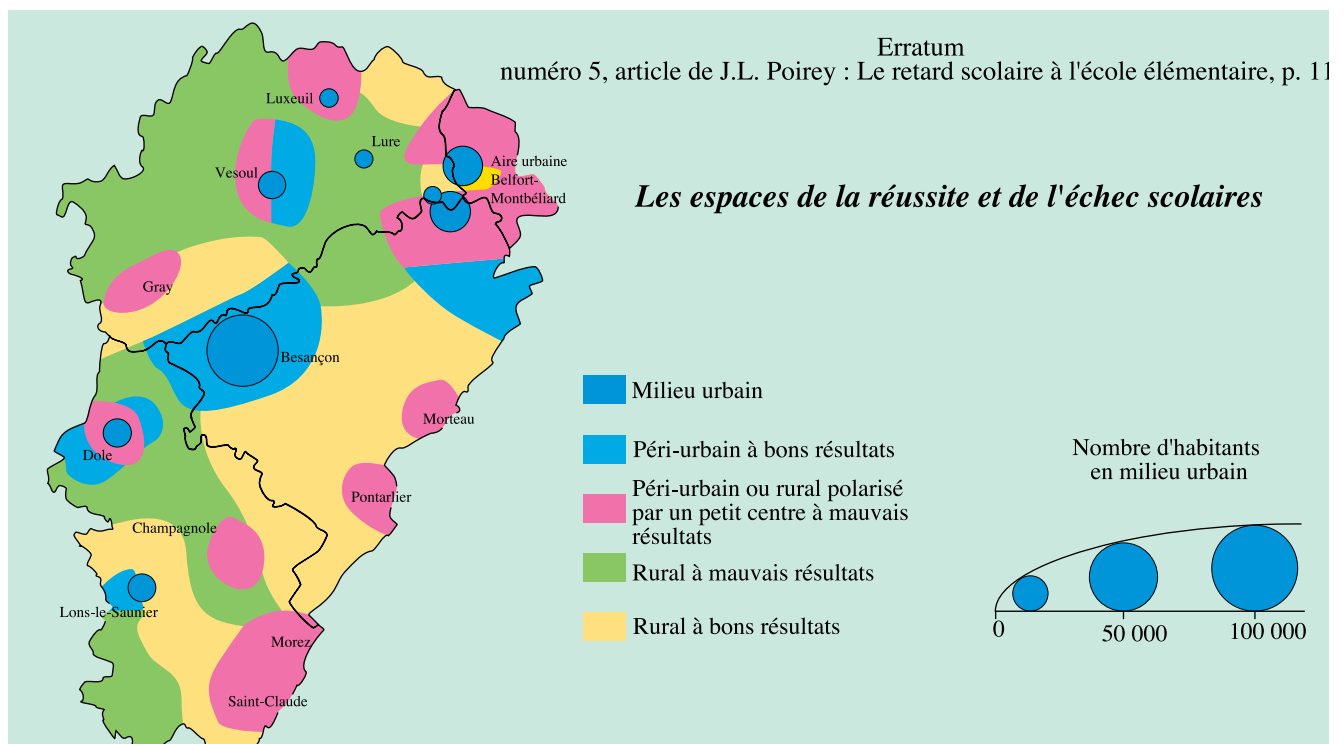 Erratum
numéro 5, article de J.L. Poirey : Le retard scolaire à l'école élémentaire, p. 11
Les espaces de la réussite et de l'échec scolaires
Luxeuil
Lure
Vesoul
Aire urbaine
Belfort-
Montbéliard
Gray
Besançon
Morteau
Dole
Pontarlier
Champagnole
Lons-le-Saunier
Morez
Saint-Claude
Milieu urbain
Péri-urbain à bons résultats
Péri-urbain ou rural polarisé
par un petit centre à mauvais
résultats
Rural à mauvais résultats
Rural à bons résultats
Nombre d'habitants
en milieu urbain
0
50 000
100 000